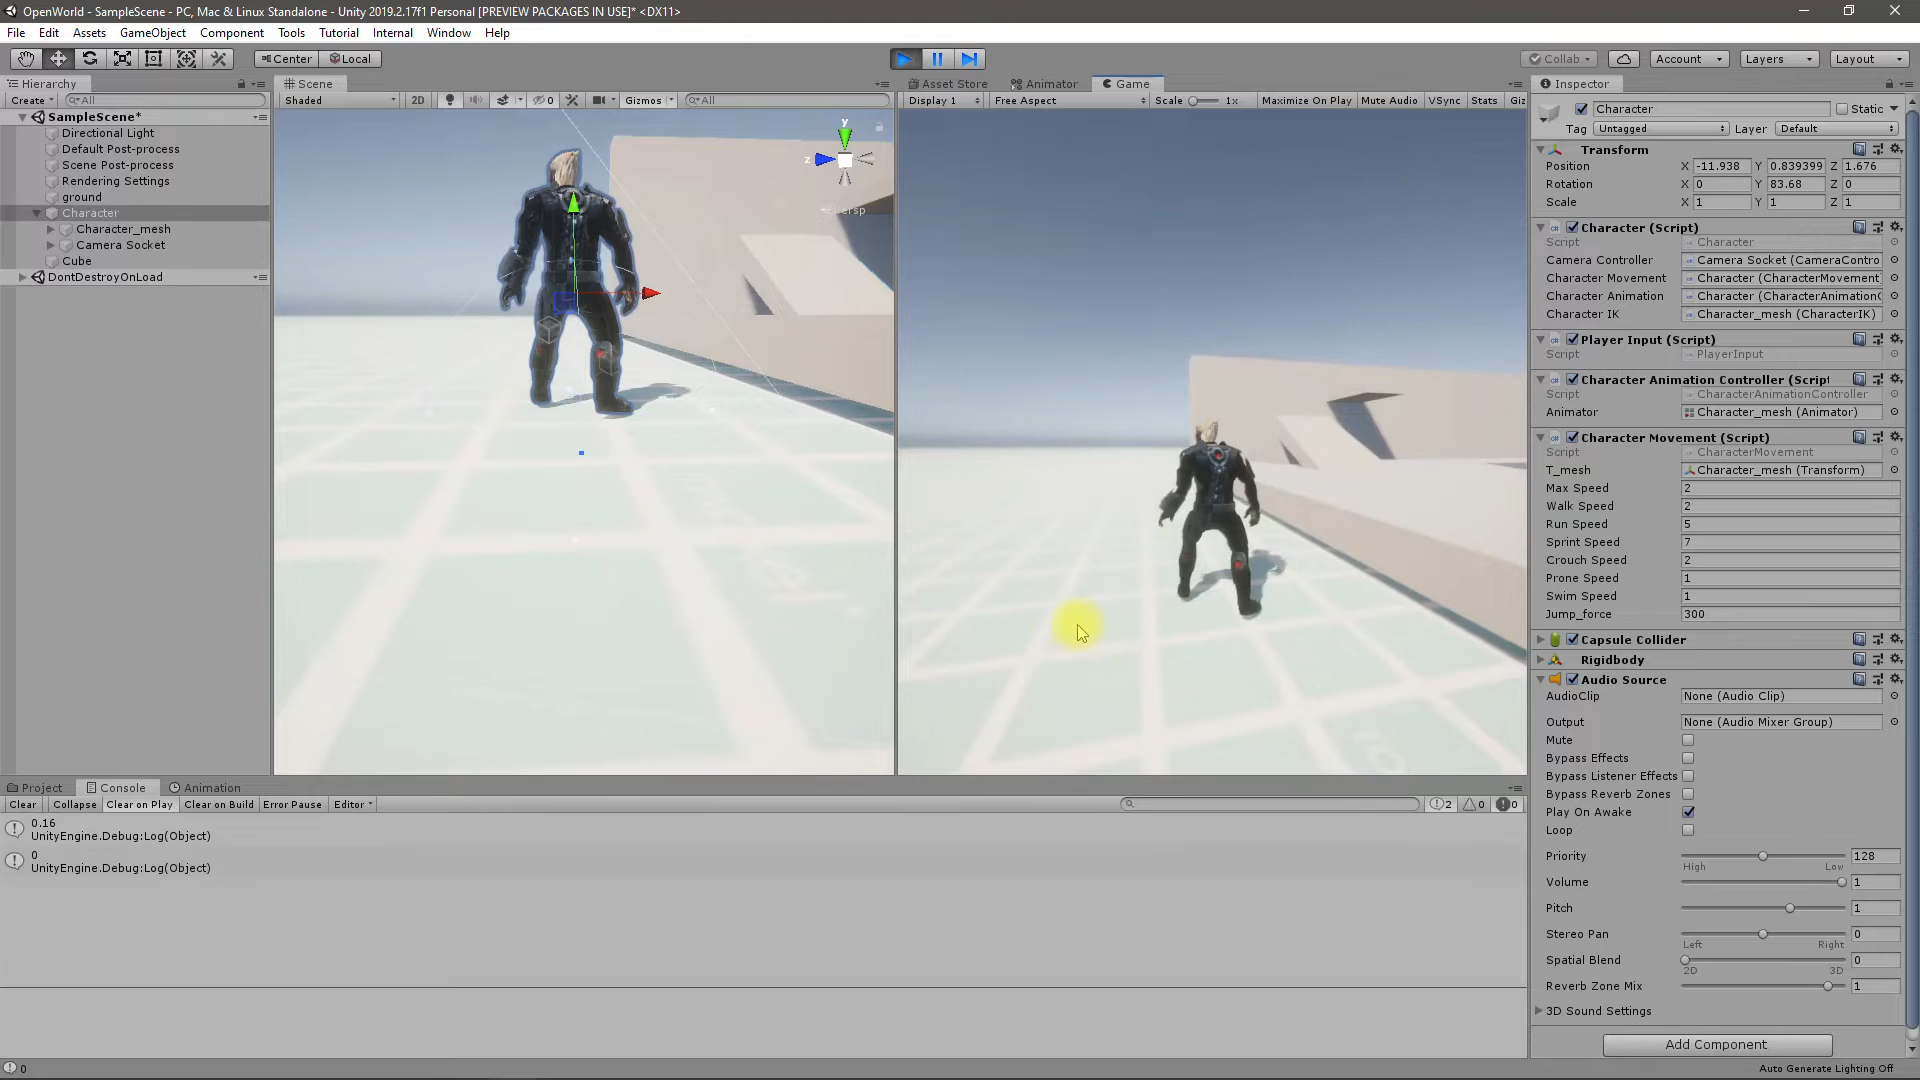 OpenWorld - SampleScene - PC, Mac & Linux Standalone - Unity 2019.2.17f1 Personal [PREVIEW PACKAGES IN USE]* <DX11>
File Edit Assets GameObject Component Tools Tutorial Internal Window Help
Center Local Collab Account Layers Layout
Hierarchy
Create All
SampleScene*
Directional Light
Default Post-process
Scene Post-process
Rendering Settings
ground
Character
Character_mesh
Camera Socket
Cube
DontDestroyOnLoad
Scene
Shaded 2D 0 Gizmos All
y
z
Persp
Asset Store Animator Game
Display 1 Free Aspect Scale 1x Maximize On Play Mute Audio VSync Stats Giz
Inspector
Character Static
Tag Untagged Layer Default
Transform
Position X -11.938 Y 0.839399 Z 1.676
Rotation X 0 Y 83.68 Z 0
Scale X 1 Y 1 Z 1
Character (Script)
Script Character
Camera Controller Camera Socket (CameraContro
Character Movement Character (CharacterMovement
Character Animation Character (CharacterAnimation(
Character IK Character_mesh (CharacterIK)
Player Input (Script)
Script PlayerInput
Character Animation Controller (Script
Script CharacterAnimationController
Animator Character_mesh (Animator)
Character Movement (Script)
Script CharacterMovement
T_mesh Character_mesh (Transform)
Max Speed 2
Walk Speed 2
Run Speed 5
Sprint Speed 7
Crouch Speed 2
Prone Speed 1
Swim Speed 1
Jump_force 300
Capsule Collider
Rigidbody
Audio Source
AudioClip None (Audio Clip)
Output None (Audio Mixer Group)
Mute
Bypass Effects
Bypass Listener Effects
Bypass Reverb Zones
Play On Awake
Loop
Priority 128
High Low
Volume 1
Pitch 1
Stereo Pan 0
Left Right
Spatial Blend 0
2D 3D
Reverb Zone Mix 1
3D Sound Settings
Add Component
Project Console Animation
Clear Collapse Clear on Play Clear on Build Error Pause Editor 2 0 0
0.16
UnityEngine.Debug:Log(Object)
0
UnityEngine.Debug:Log(Object)
0
Auto Generate Lighting Off